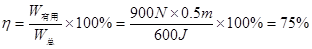 η = W有用 / W总 × 100% = 900N × 0.5m / 600J × 100% = 75%